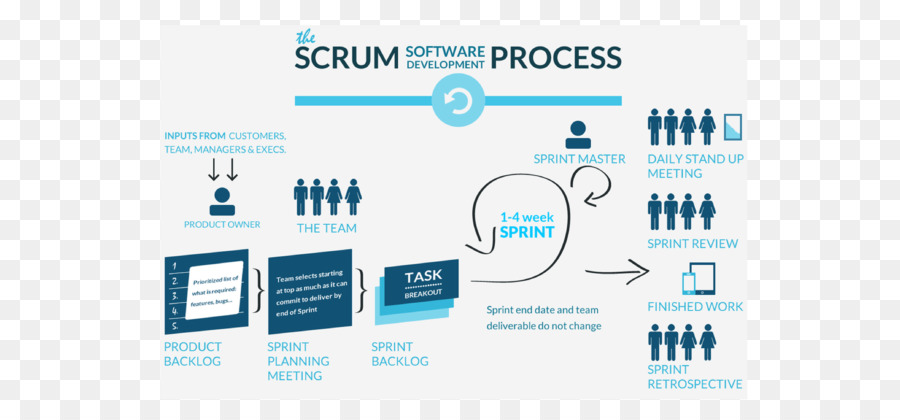 the
SCRUM SOFTWARE DEVELOPMENT PROCESS
INPUTS FROM CUSTOMERS,
TEAM, MANAGERS & EXECS.
PRODUCT OWNER
THE TEAM
1
2
3
4
5
Prioritized list of
what is required:
features, bugs...
PRODUCT
BACKLOG
Team selects starting
at top as much as it can
commit to deliver by
end of Sprint
SPRINT
PLANNING
MEETING
TASK
BREAKOUT
SPRINT
BACKLOG
1-4 week
SPRINT
SPRINT MASTER
Sprint end date and team
deliverable do not change
DAILY STAND UP
MEETING
SPRINT REVIEW
FINISHED WORK
SPRINT
RETROSPECTIVE